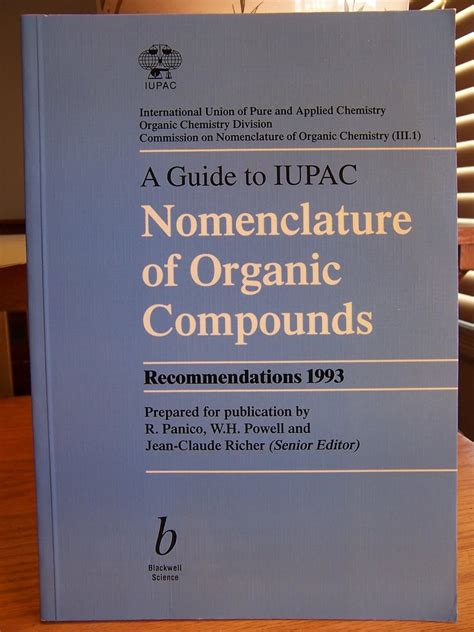 IUPAC
International Union of Pure and Applied Chemistry
Organic Chemistry Division
Commission on Nomenclature of Organic Chemistry (III.1)
A Guide to IUPAC
Nomenclature
of Organic
Compounds
Recommendations 1993
Prepared for publication by
R. Panico, W.H. Powell and
Jean-Claude Richer (Senior Editor)
b
Blackwell
Science